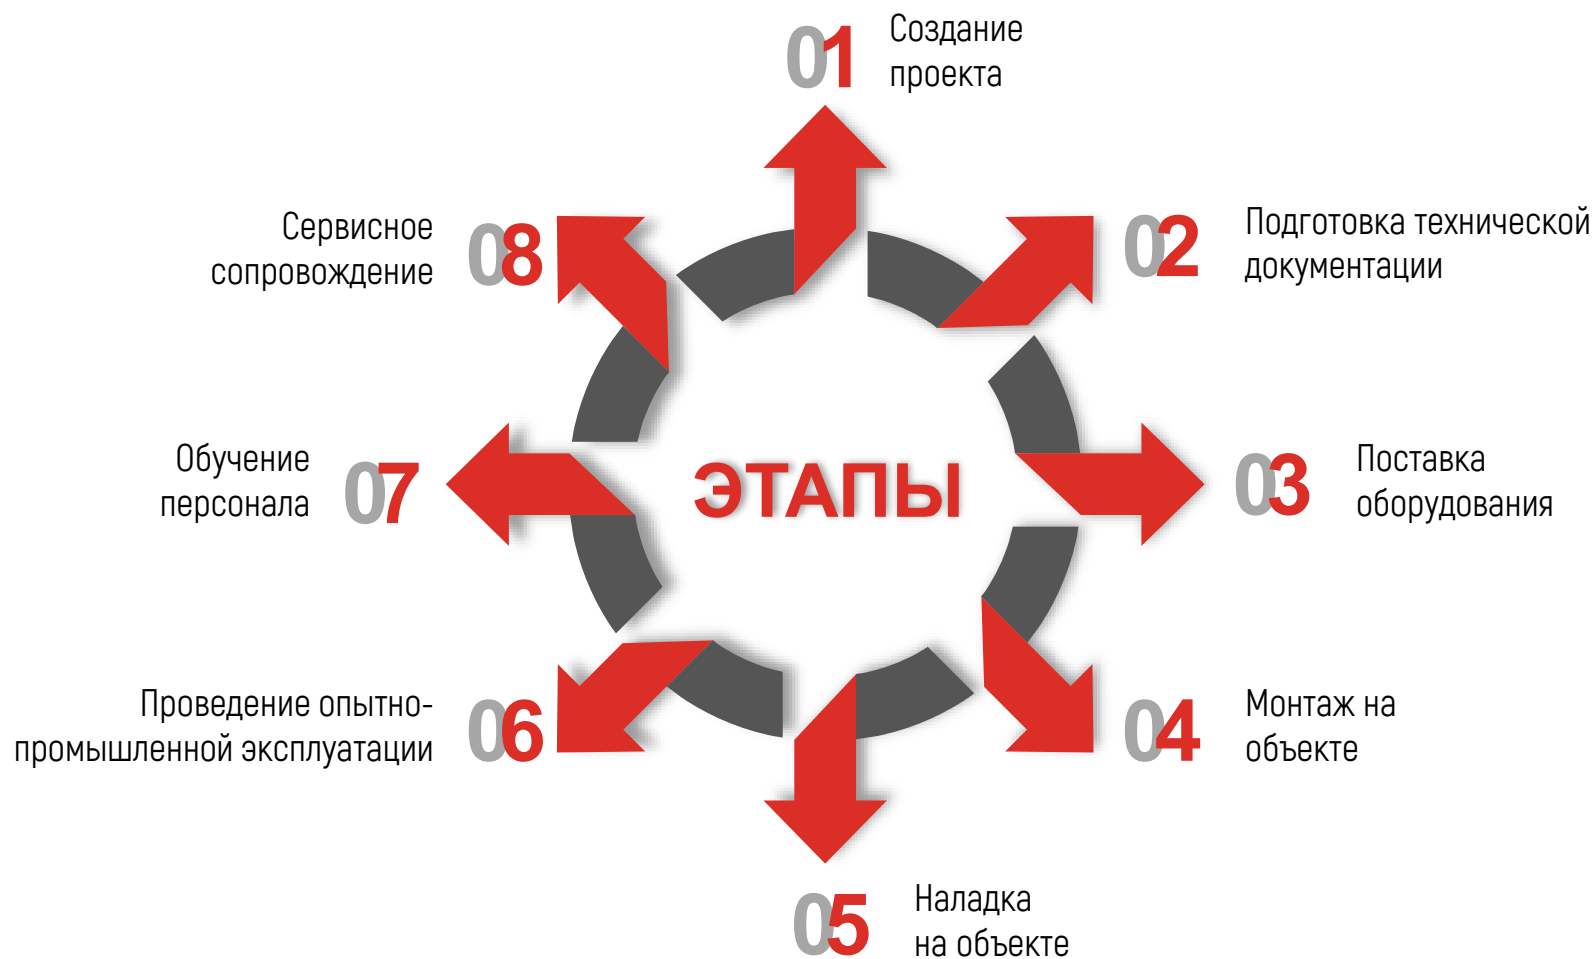 01
Создание
проекта
02
Подготовка технической
документации
03
Поставка
оборудования
04
Монтаж на
объекте
05
Наладка
на объекте
06
Проведение опытно-
промышленной эксплуатации
07
Обучение
персонала
08
Сервисное
сопровождение
ЭТАПЫ